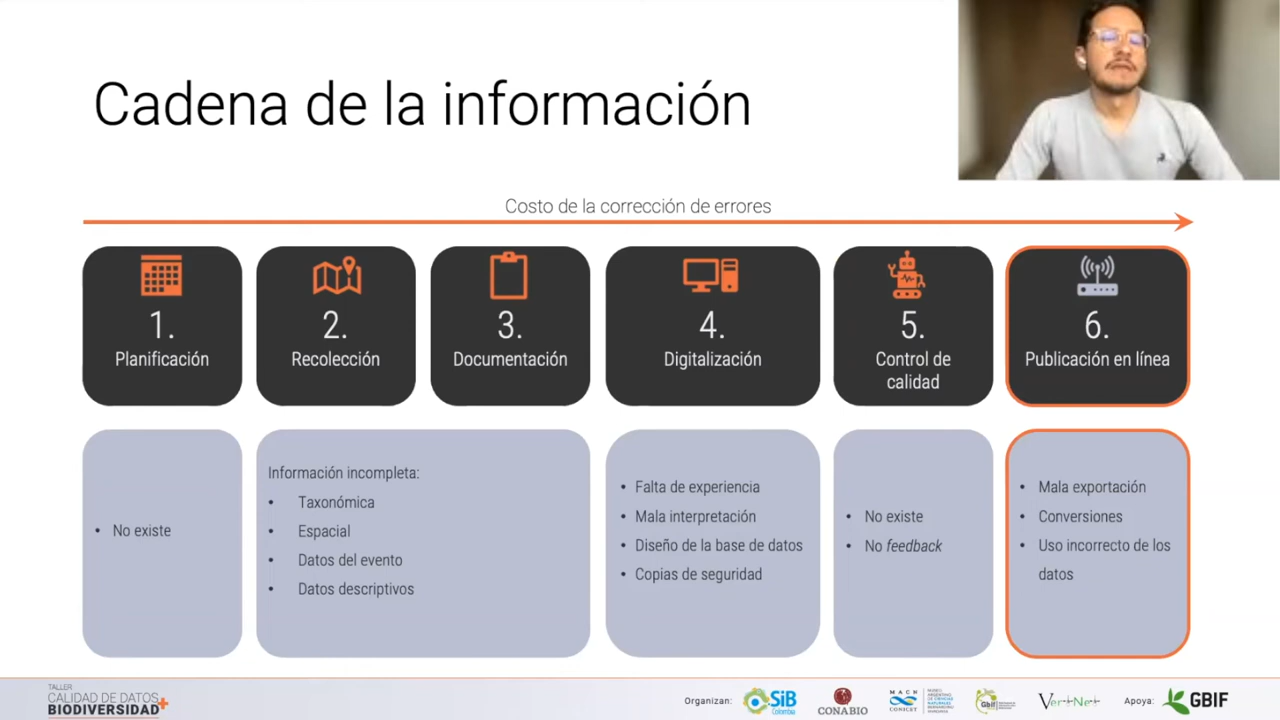 Cadena de la información
Costo de la corrección de errores
1.
Planificación
2.
Recolección
3.
Documentación
4.
Digitalización
5.
Control de
calidad
6.
Publicación en línea
• No existe
Información incompleta:
• Taxonómica
• Espacial
• Datos del evento
• Datos descriptivos
• Falta de experiencia
• Mala interpretación
• Diseño de la base de datos
• Copias de seguridad
• No existe
• No feedback
• Mala exportación
• Conversiones
• Uso incorrecto de los
datos
TALLER
CALIDAD DE DATOS
BIODIVERSIDAD+
Organizan:
SiB
Colombia
CONABIO
MACN
CONICET
Gbif
VertNet
Apoya:
GBIF